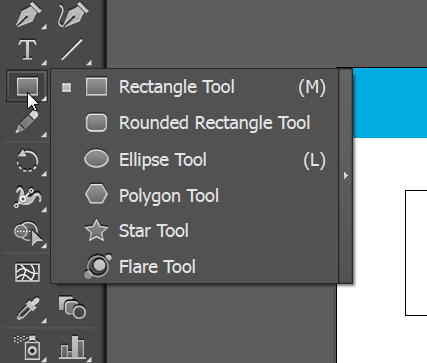 T
Rectangle Tool (M)
Rounded Rectangle Tool
Ellipse Tool (L)
Polygon Tool
Star Tool
Flare Tool